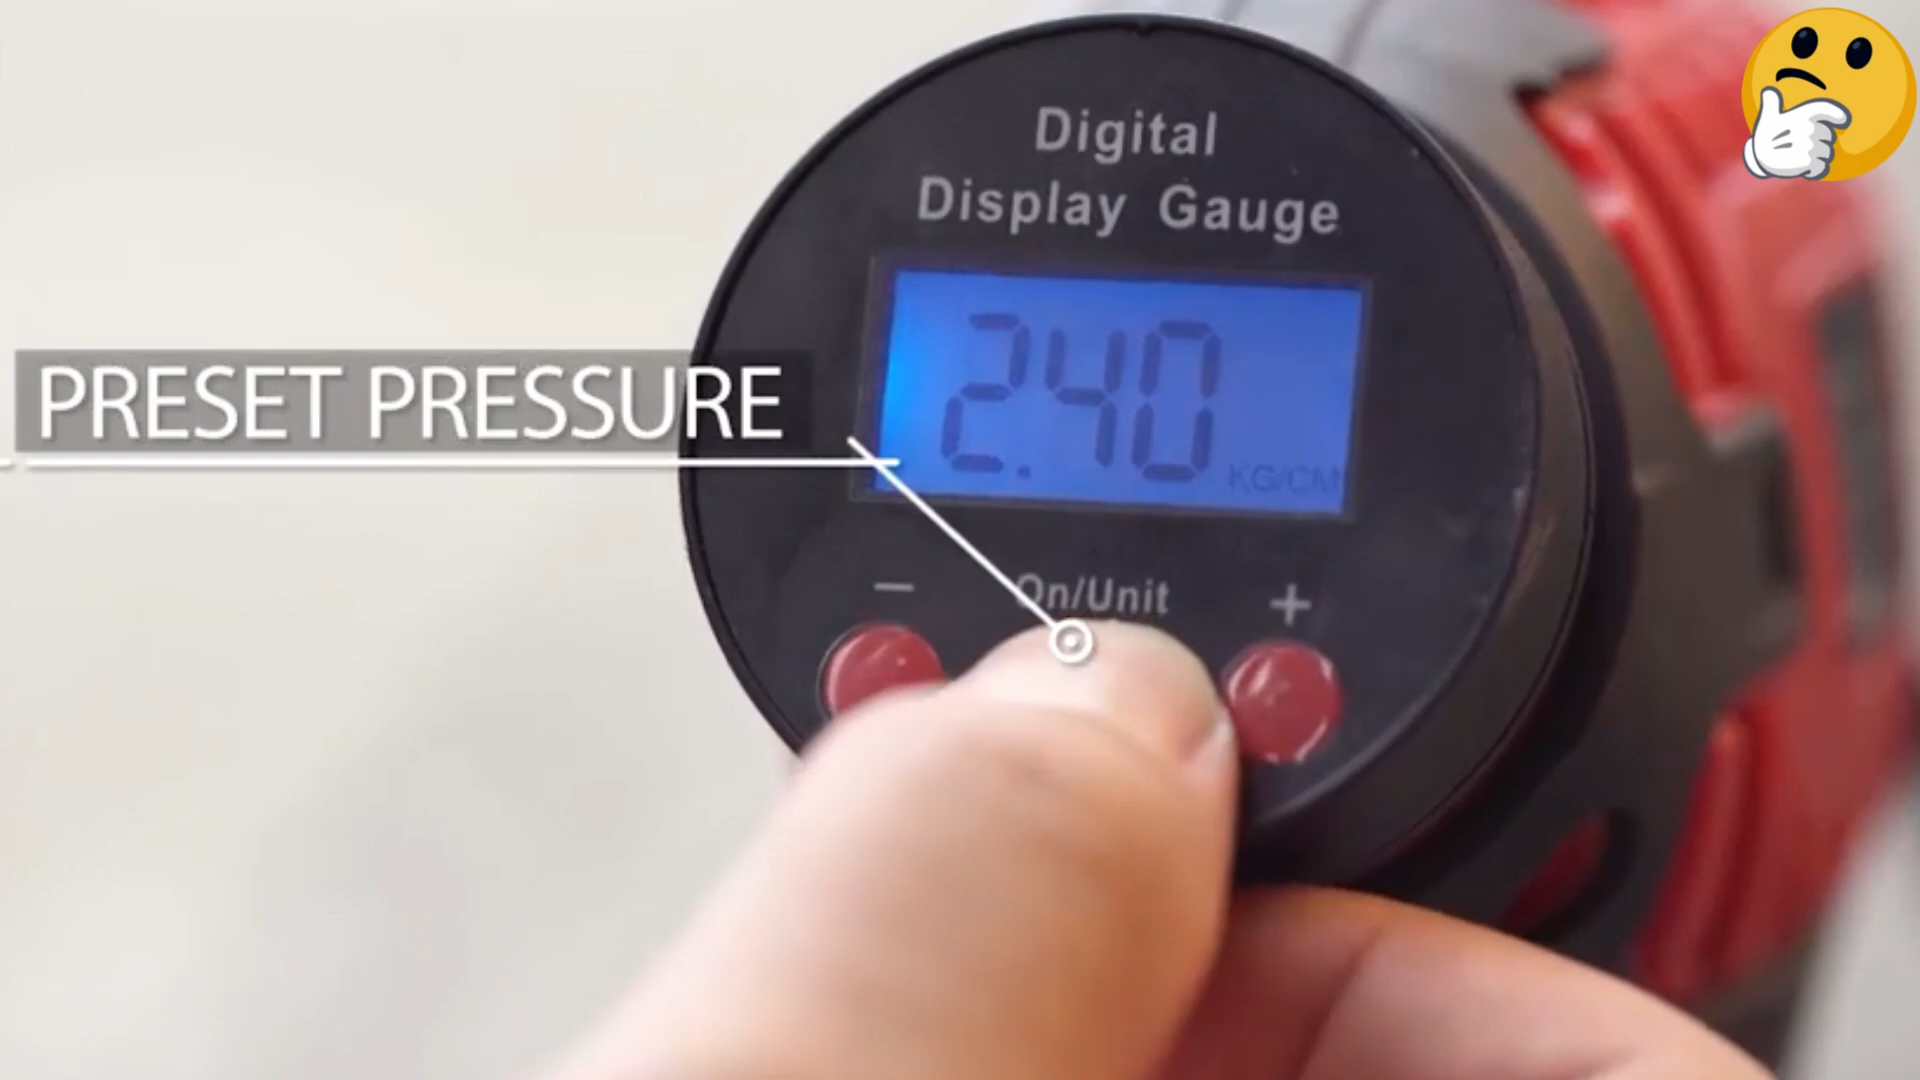 Digital
Display Gauge
2.40
KG/CM
PRESET PRESSURE
— On/Unit +